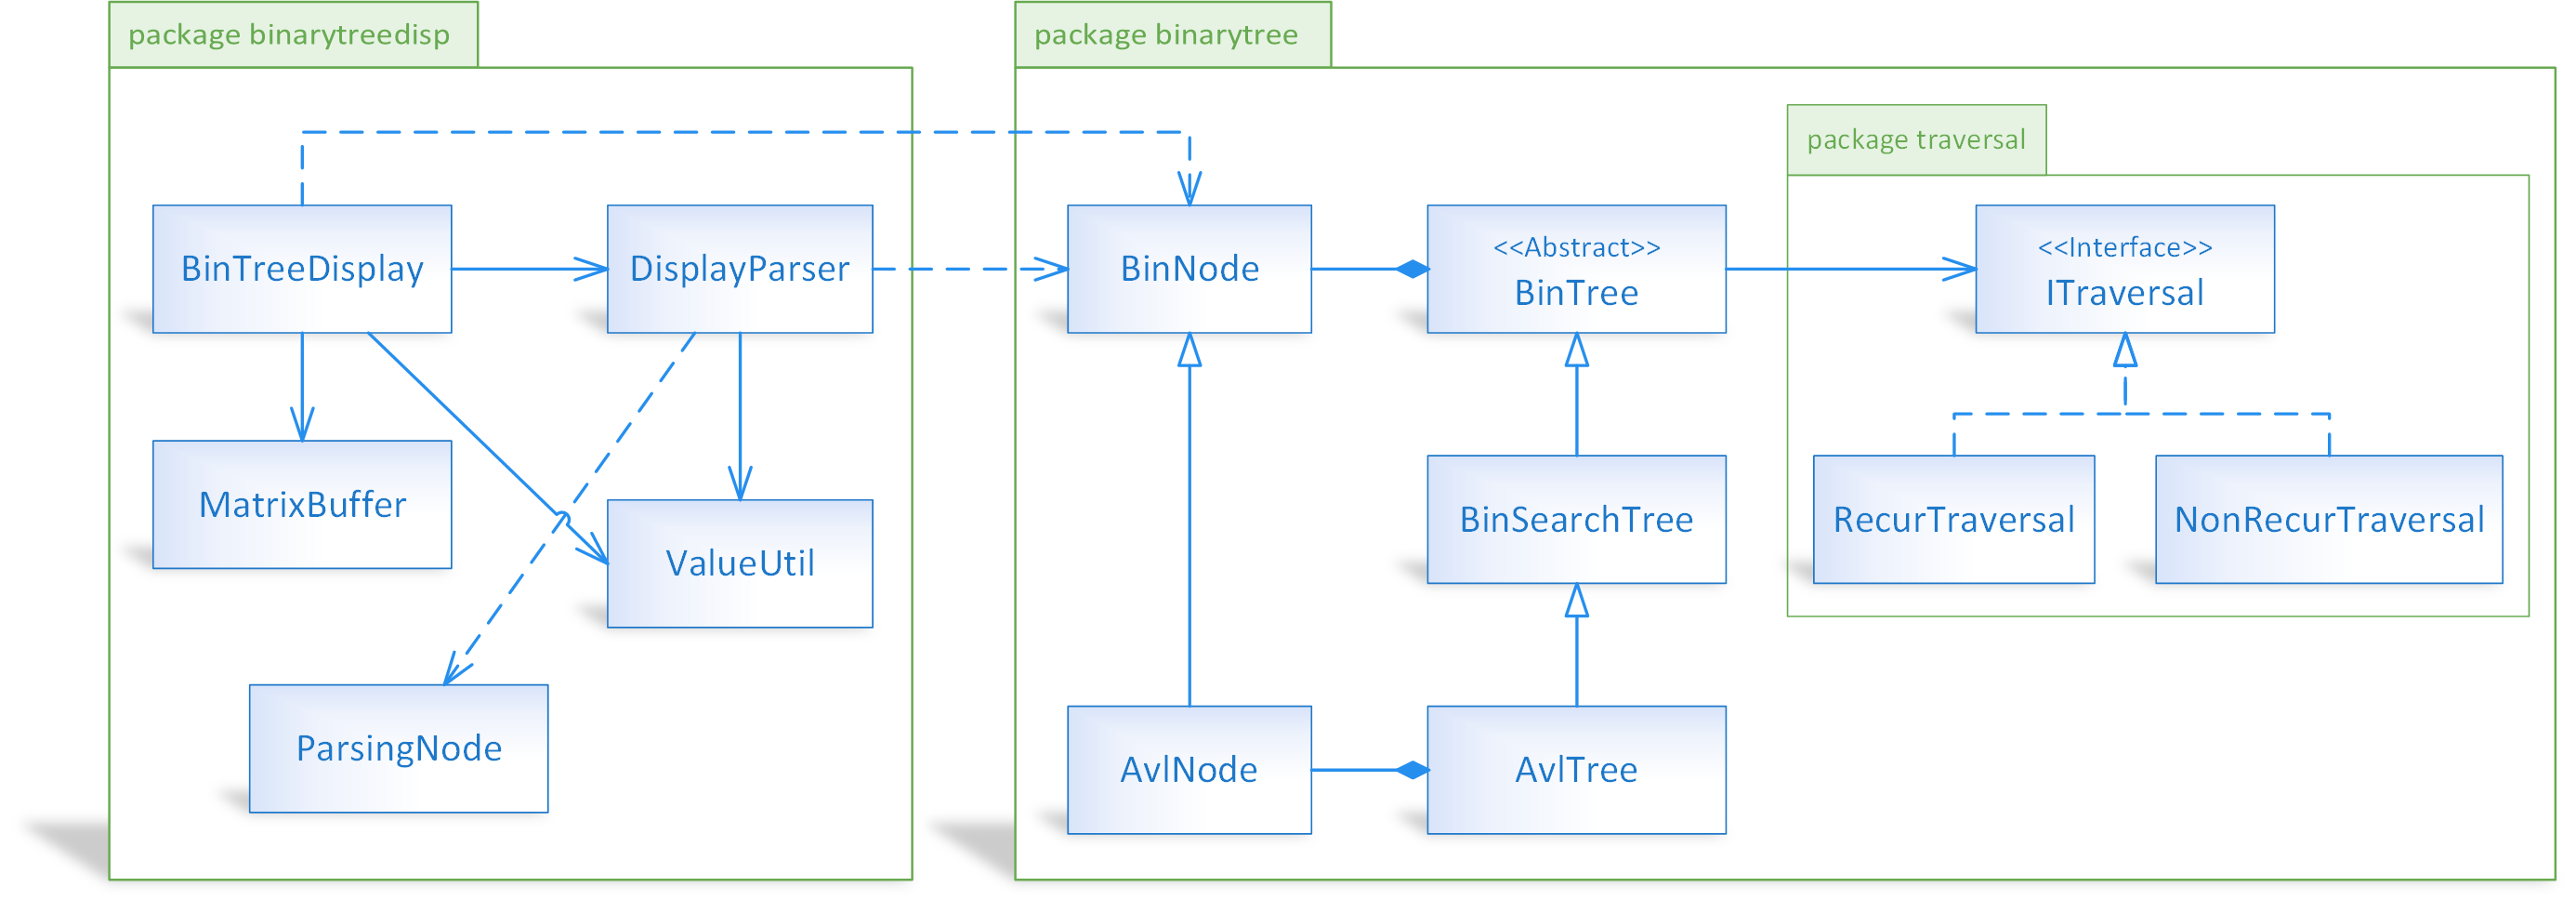 package binarytreedisp
package binarytree
package traversal
BinTreeDisplay
DisplayParser
BinNode
<<Abstract>>
BinTree
<<Interface>>
ITraversal
MatrixBuffer
ValueUtil
BinSearchTree
RecurTraversal
NonRecurTraversal
ParsingNode
AvlNode
AvlTree